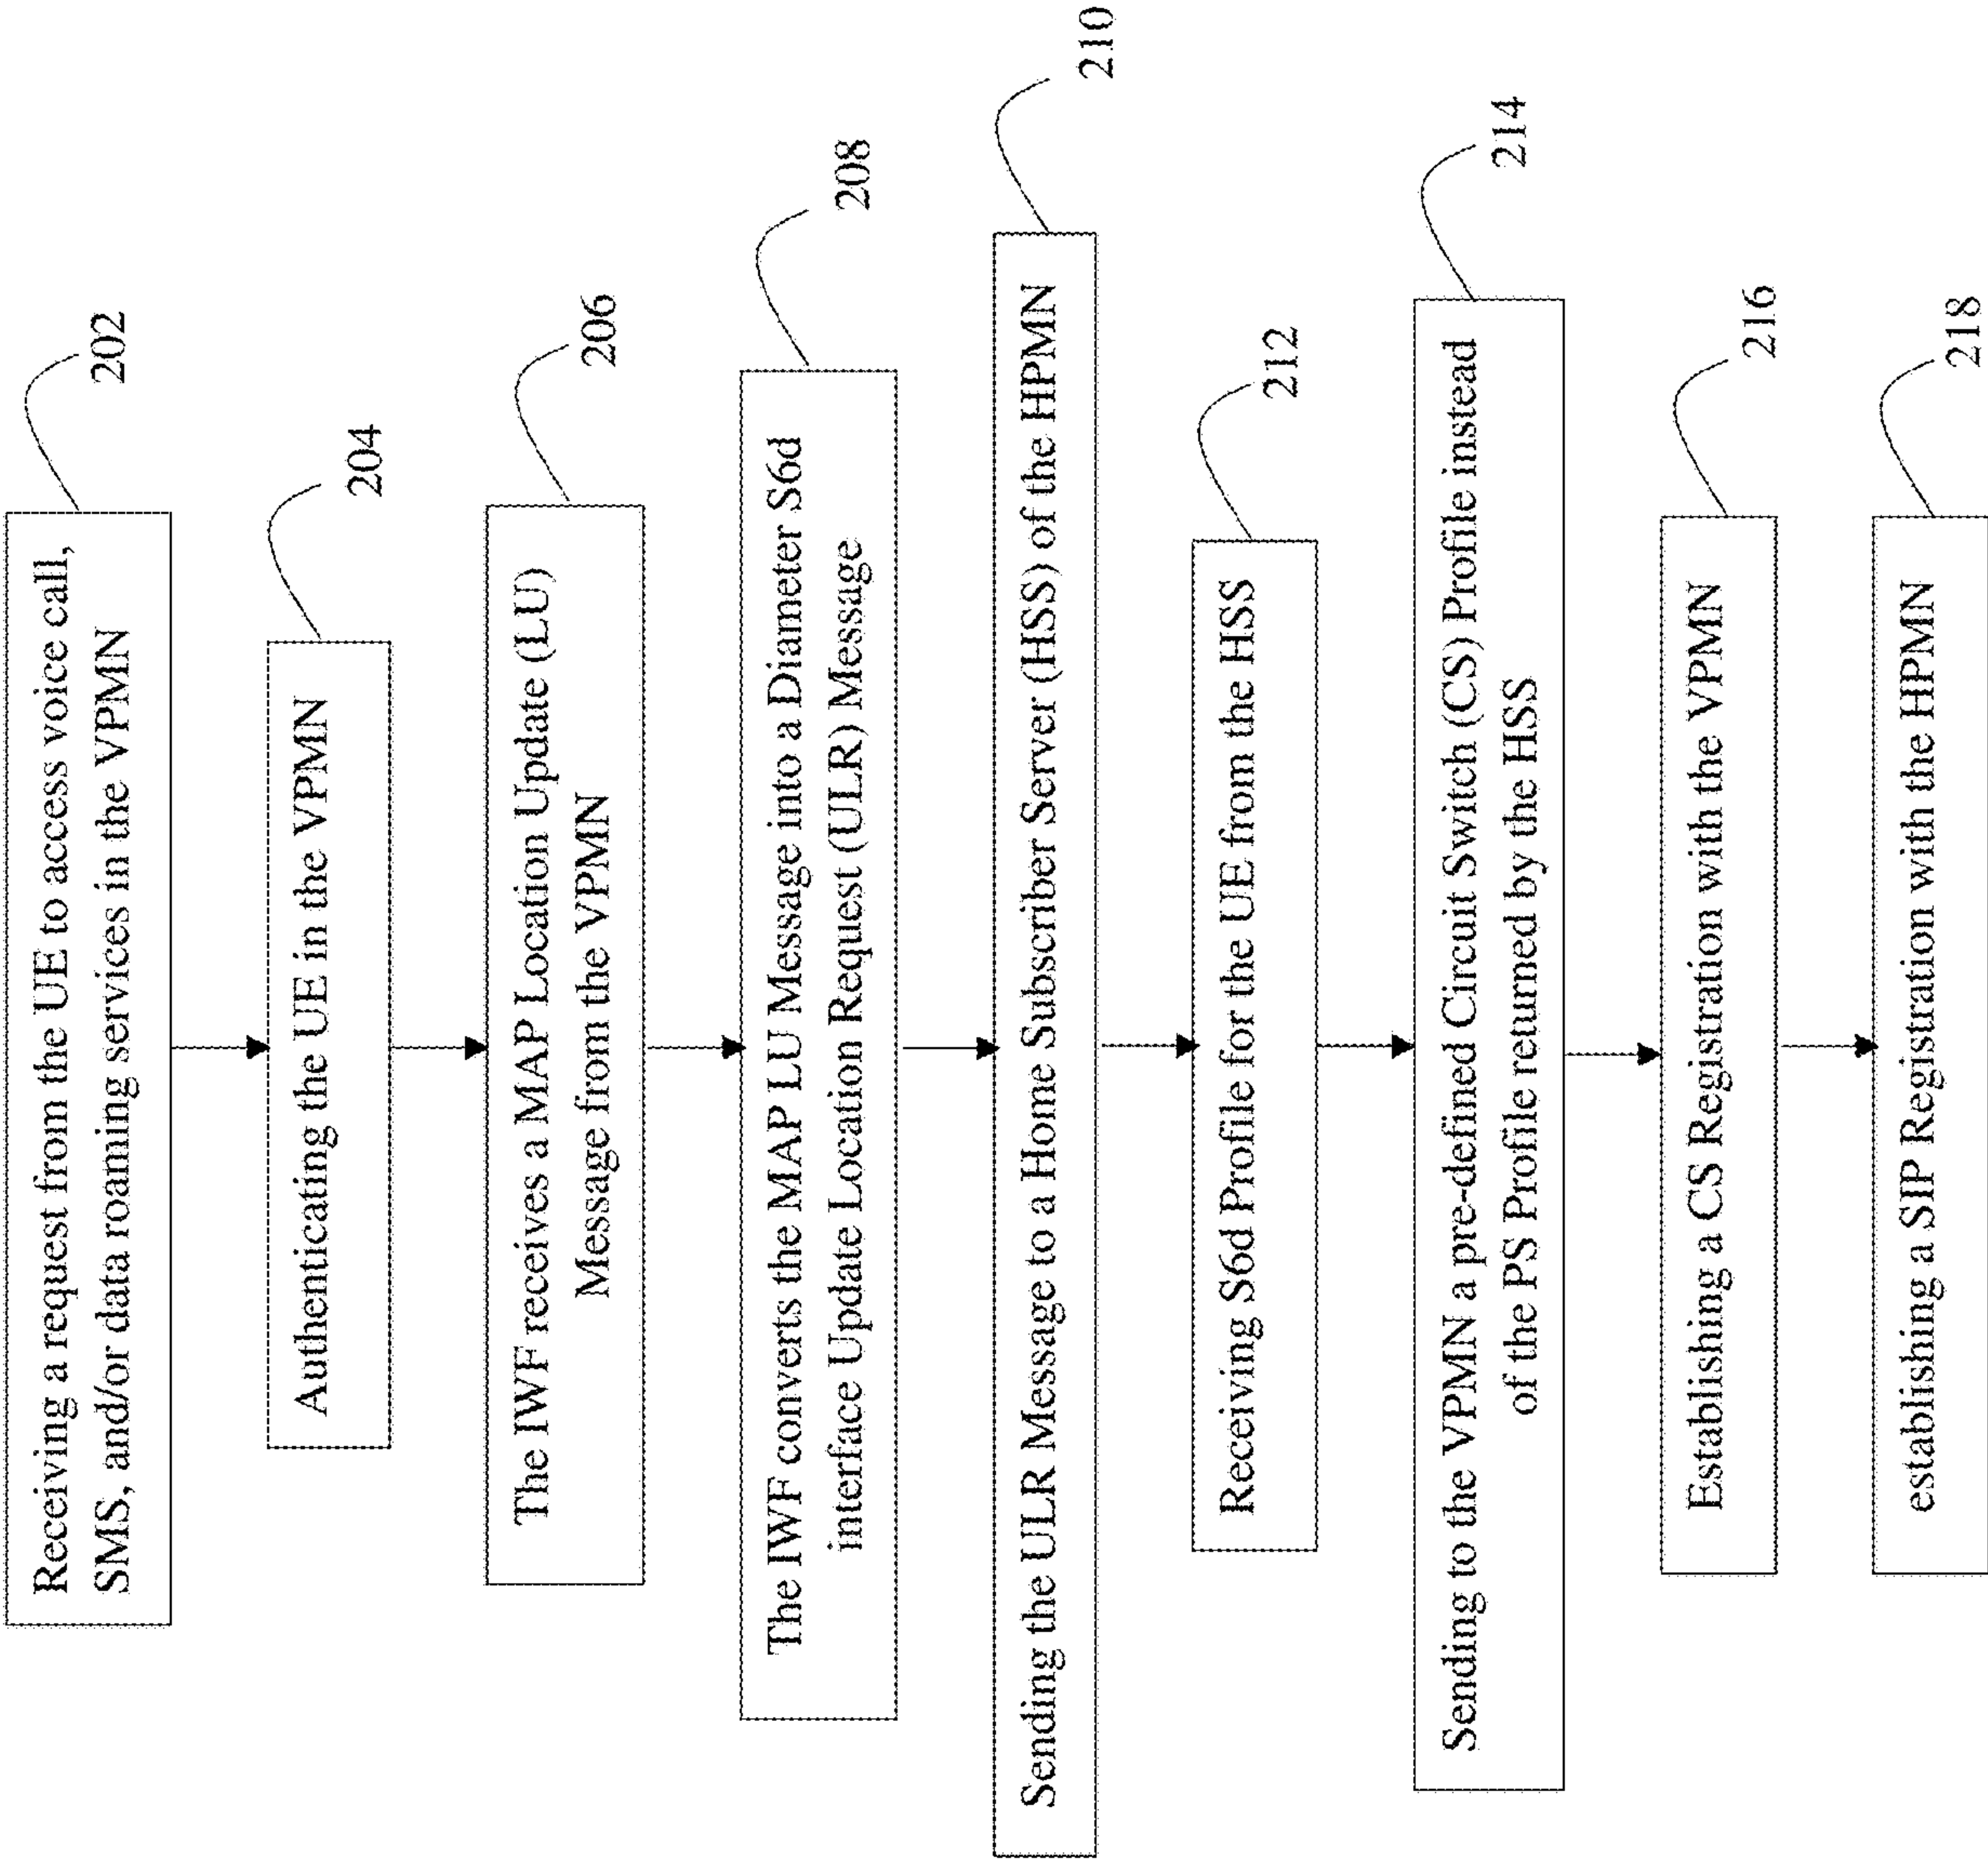 Receiving a request from the UE to access voice call,
SMS, and/or data roaming services in the VPMN
202
Authenticating the UE in the VPMN
204
The IWF receives a MAP Location Update (LU)
Message from the VPMN
206
The IWF converts the MAP LU Message into a Diameter S6d
interface Update Location Request (ULR) Message
208
Sending the ULR Message to a Home Subscriber Server (HSS) of the HPMN
210
Receiving S6d Profile for the UE from the HSS
212
Sending to the VPMN a pre-defined Circuit Switch (CS) Profile instead
of the PS Profile returned by the HSS
214
Establishing a CS Registration with the VPMN
216
establishing a SIP Registration with the HPMN
218